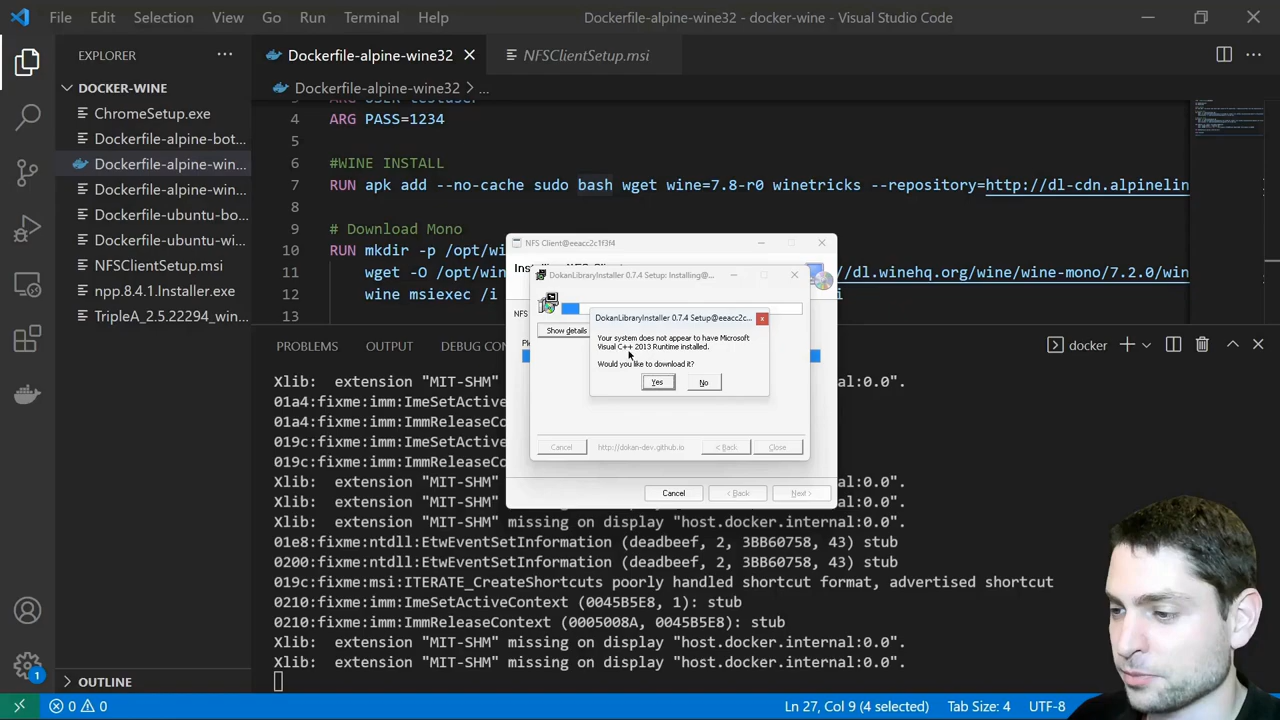 File Edit Selection View Go Run Terminal Help Dockerfile-alpine-wine32 - docker-wine - Visual Studio Code
EXPLORER
Dockerfile-alpine-wine32
NFSClientSetup.msi
DOCKER-WINE
ChromeSetup.exe
Dockerfile-alpine-bot...
Dockerfile-alpine-win...
Dockerfile-alpine-win...
Dockerfile-ubuntu-bo...
Dockerfile-ubuntu-wi...
NFSClientSetup.msi
npp.8.4.1.Installer.exe
TripleA_2.5.22294_win...
OUTLINE
Dockerfile-alpine-wine32 > ...
3 ARG USER testuser
4 ARG PASS=1234
6 #WINE INSTALL
7 RUN apk add --no-cache sudo bash wget wine=7.8-r0 winetricks --repository=http://dl-cdn.alpinelin
8
9 # Download Mono
10 RUN mkdir -p /opt/wi
11 wget -O /opt/win //dl.winehq.org/wine/wine-mono/7.2.0/win
12 wine msiexec /i i
13
NFS Client@eeacc2c1f3f4
DokanLibraryInstaller 0.7.4 Setup: Installing@...
Show details
DokanLibraryInstaller 0.7.4 Setup@eeacc2c...
Your system does not appear to have Microsoft
Visual C++ 2013 Runtime installed.
Would you like to download it?
Yes No
Cancel http://dokan-dev.github.io < Back Close
Cancel < Back Next >
PROBLEMS OUTPUT docker
Xlib: extension "MIT-SHM"
01a4:fixme:imm:ImeSetActive
01a4:fixme:imm:ImmReleaseCo
019c:fixme:imm:ImeSetActive
019c:fixme:imm:ImmReleaseCo
Xlib: extension "MIT-SHM"
Xlib: extension "MIT-SHM" missing on display "host.docker.internal:0.0".
Xlib: extension "MIT-SHM" missing on display "host.docker.internal:0.0".
01e8:fixme:ntdll:EtwEventSetInformation (deadbeef, 2, 3BB60758, 43) stub
0200:fixme:ntdll:EtwEventSetInformation (deadbeef, 2, 3BB60758, 43) stub
019c:fixme:msi:ITERATE_CreateShortcuts poorly handled shortcut format, advertised shortcut
0210:fixme:imm:ImeSetActiveContext (0045B5E8, 1): stub
0210:fixme:imm:ImmReleaseContext (0005008A, 0045B5E8): stub
Xlib: extension "MIT-SHM" missing on display "host.docker.internal:0.0".
Xlib: extension "MIT-SHM" missing on display "host.docker.internal:0.0".
1
0 0 Ln 27, Col 9 (4 selected) Tab Size: 4 UTF-8